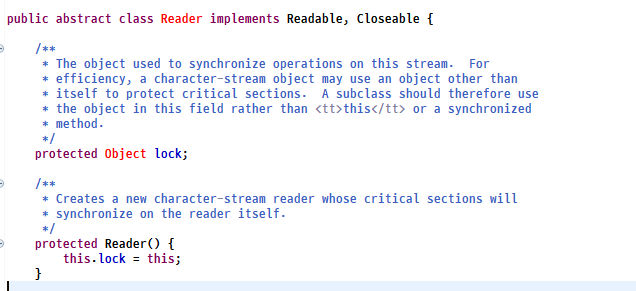 public abstract class Reader implements Readable, Closeable {
/**
* The object used to synchronize operations on this stream.  For
* efficiency, a character-stream object may use an object other than
* itself to protect critical sections.  A subclass should therefore use
* the object in this field rather than <tt>this</tt> or a synchronized
* method.
*/
protected Object lock;
/**
* Creates a new character-stream reader whose critical sections will
* synchronize on the reader itself.
*/
protected Reader() {
this.lock = this;
}